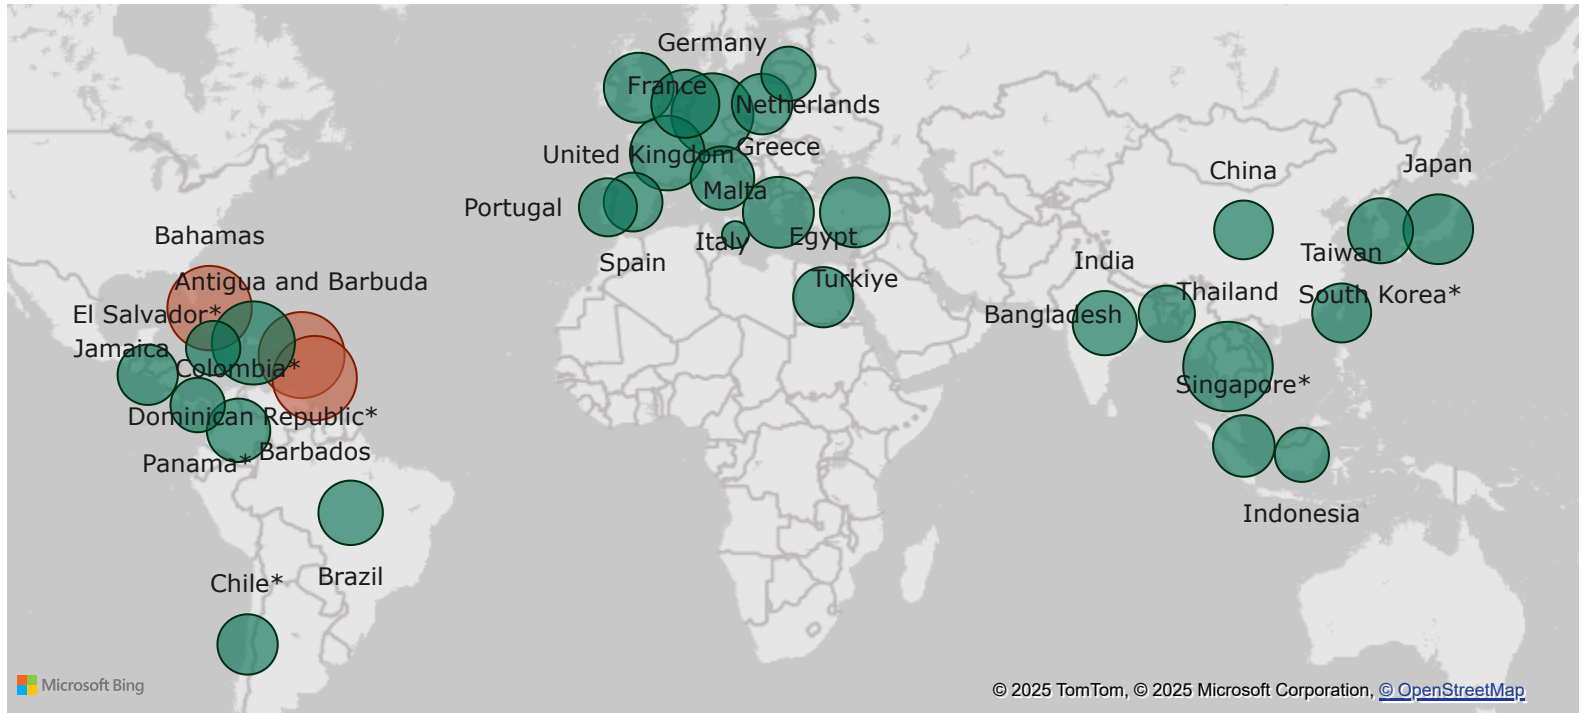 Germany
France
Netherlands
United Kingdom
Greece
China
Japan
Malta
Portugal
Bahamas
Italy
Egypt
Taiwan
Spain
India
Antigua and Barbuda
Turkiye
Thailand
South Korea*
El Salvador*
Bangladesh
Jamaica
Colombia*
Singapore*
Dominican Republic*
Barbados
Panama*
Indonesia
Chile*
Brazil
Microsoft Bing
© 2025 TomTom, © 2025 Microsoft Corporation, © OpenStreetMap